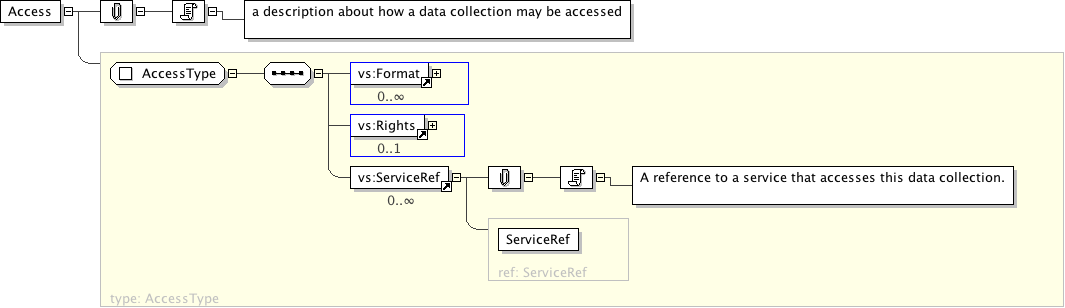 Access
a description about how a data collection may be accessed
AccessType
vs:Format
0..∞
vs:Rights
0..1
vs:ServiceRef
A reference to a service that accesses this data collection.
0..∞
ServiceRef
ref: ServiceRef
type: AccessType